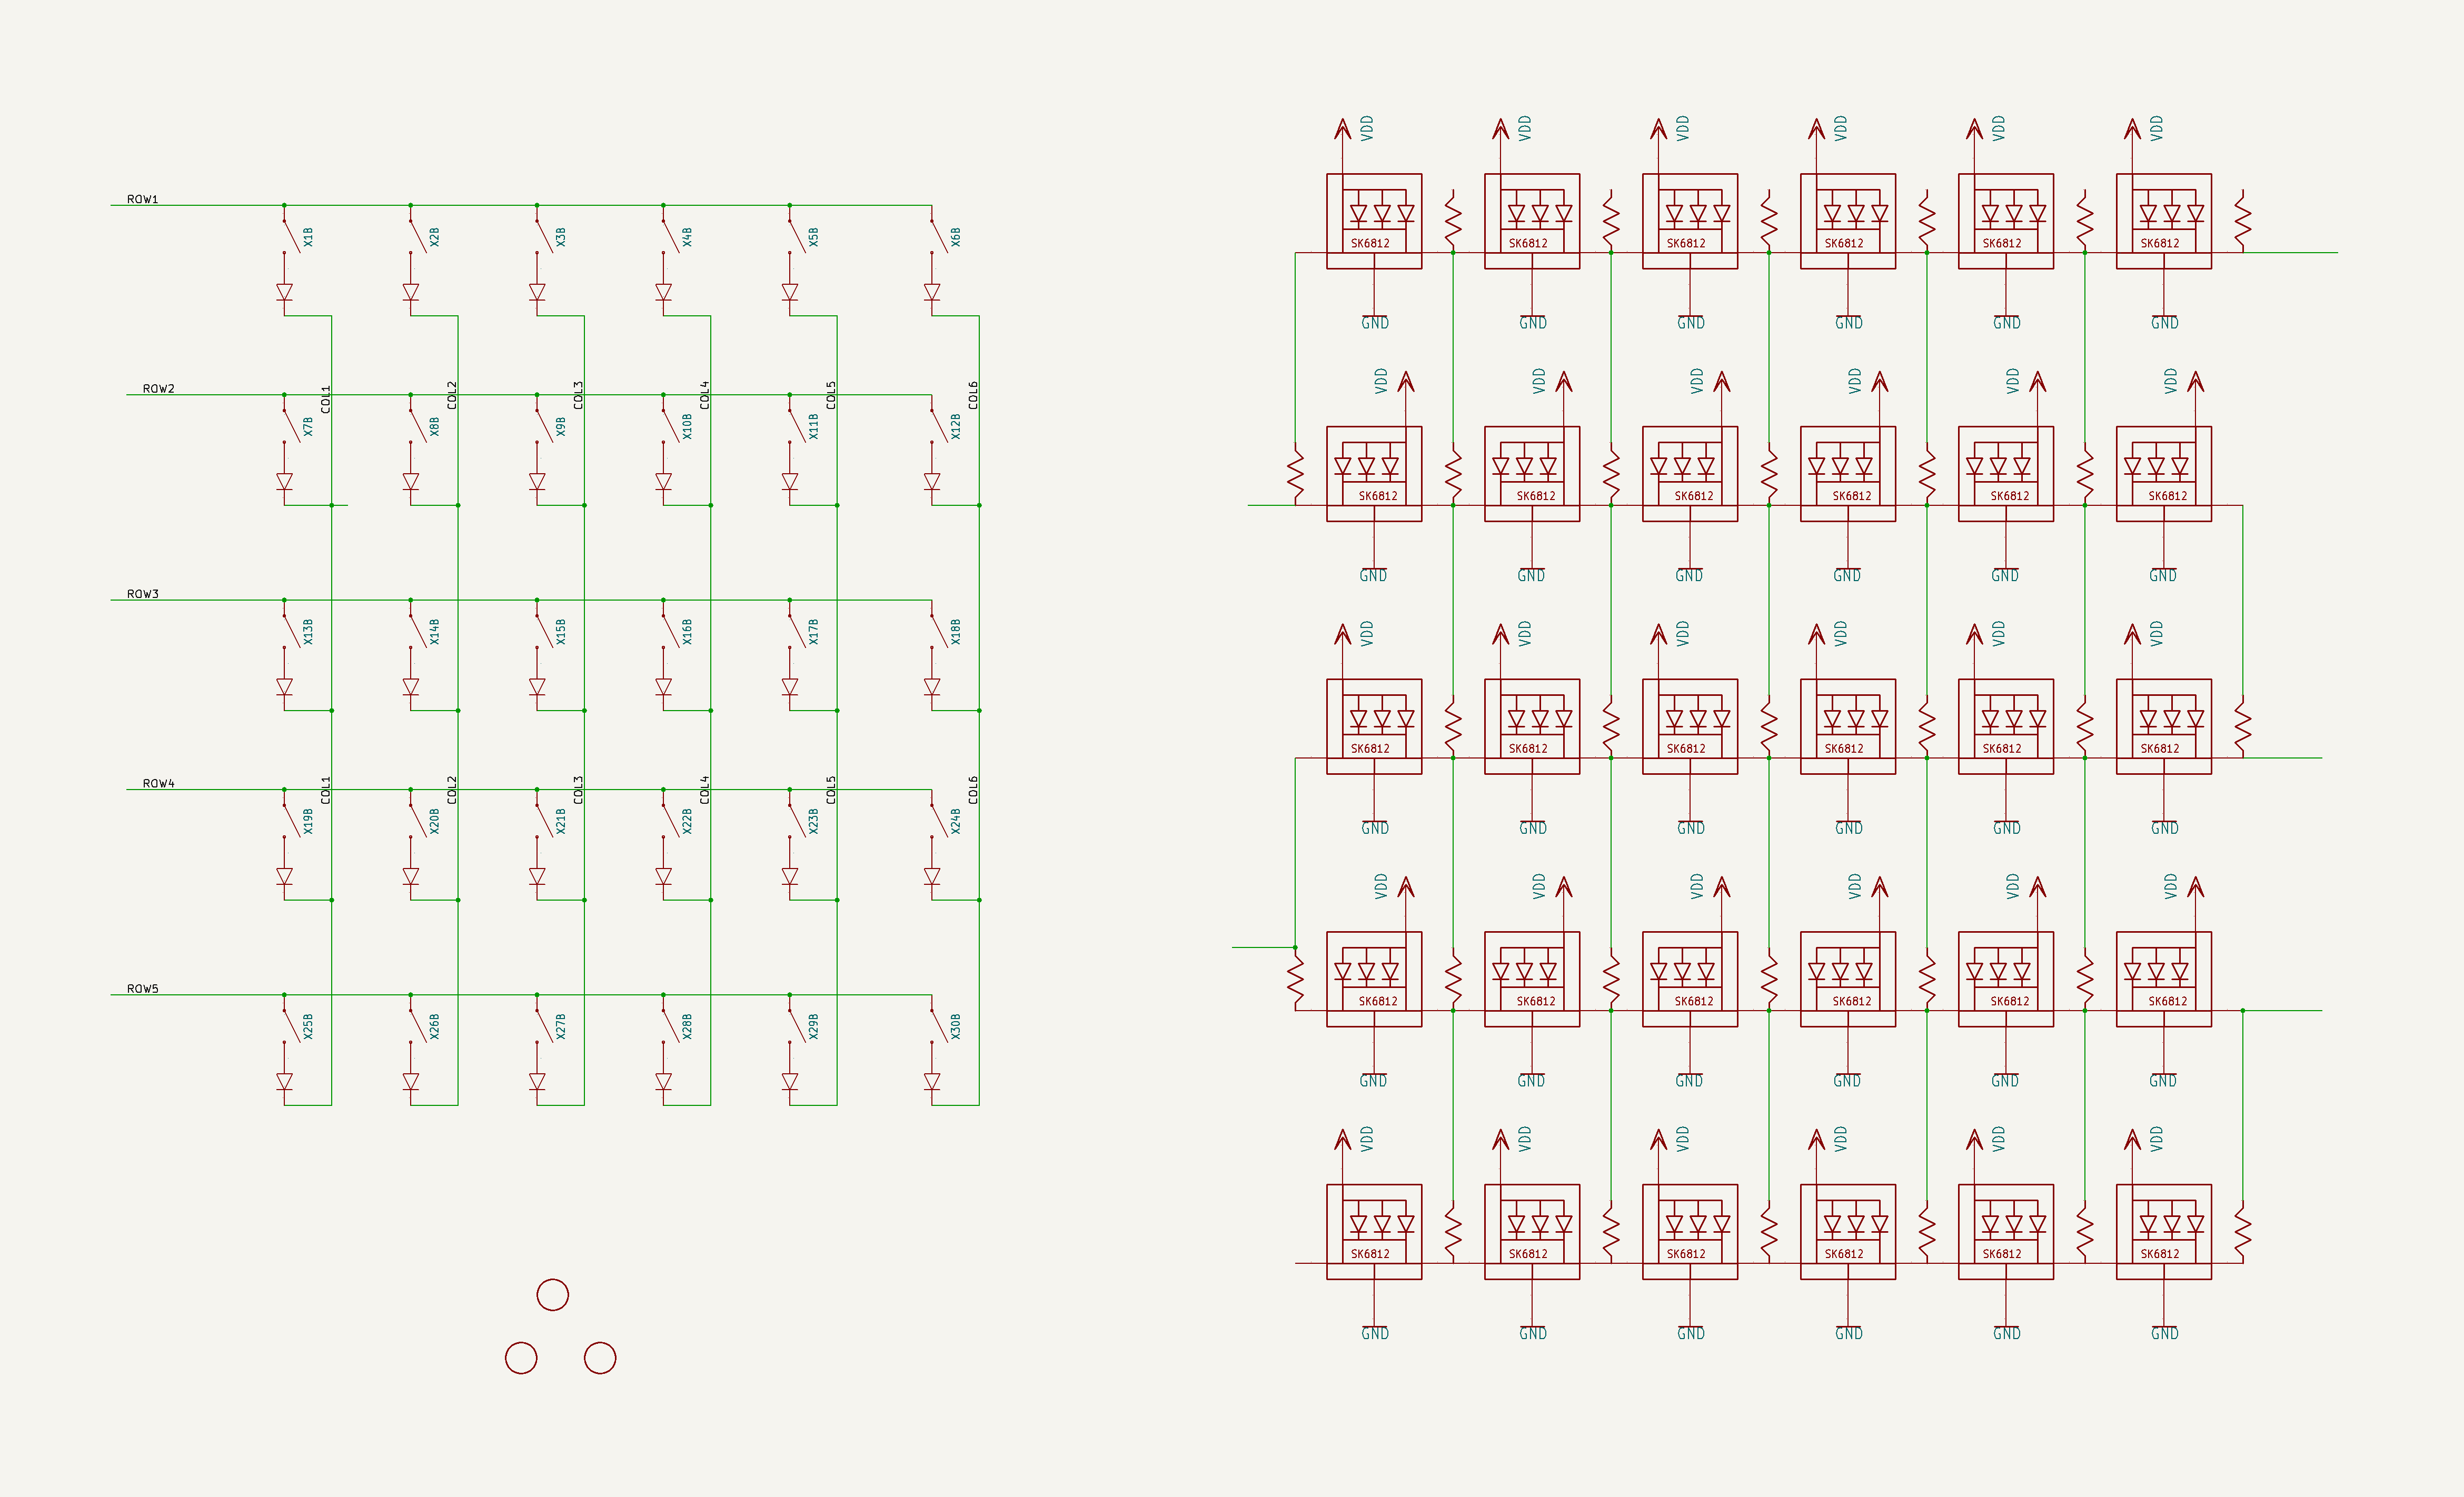 ROW1
X1B
X2B
X3B
X4B
X5B
X6B
ROW2
COL1
COL2
COL3
COL4
COL5
COL6
X7B
X8B
X9B
X10B
X11B
X12B
ROW3
X13B
X14B
X15B
X16B
X17B
X18B
ROW4
COL1
COL2
COL3
COL4
COL5
COL6
X19B
X20B
X21B
X22B
X23B
X24B
ROW5
X25B
X26B
X27B
X28B
X29B
X30B
VDD
VDD
VDD
VDD
VDD
VDD
SK6812
SK6812
SK6812
SK6812
SK6812
SK6812
GND
GND
GND
GND
GND
GND
VDD
VDD
VDD
VDD
VDD
VDD
SK6812
SK6812
SK6812
SK6812
SK6812
SK6812
GND
GND
GND
GND
GND
GND
VDD
VDD
VDD
VDD
VDD
VDD
SK6812
SK6812
SK6812
SK6812
SK6812
SK6812
GND
GND
GND
GND
GND
GND
VDD
VDD
VDD
VDD
VDD
VDD
SK6812
SK6812
SK6812
SK6812
SK6812
SK6812
GND
GND
GND
GND
GND
GND
VDD
VDD
VDD
VDD
VDD
VDD
SK6812
SK6812
SK6812
SK6812
SK6812
SK6812
GND
GND
GND
GND
GND
GND